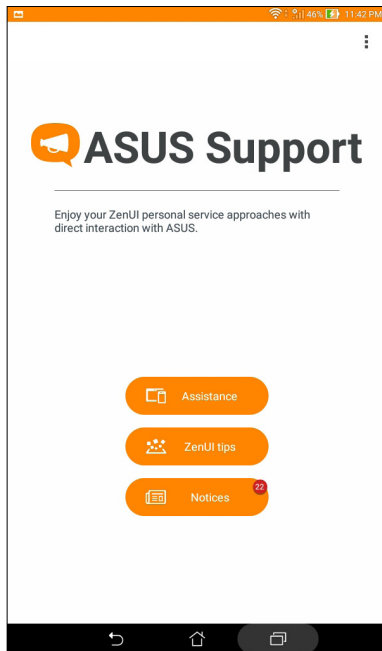 46% 11:42 PM
ASUS Support
Enjoy your ZenUI personal service approaches with
direct interaction with ASUS.
Assistance
ZenUI tips
22
Notices